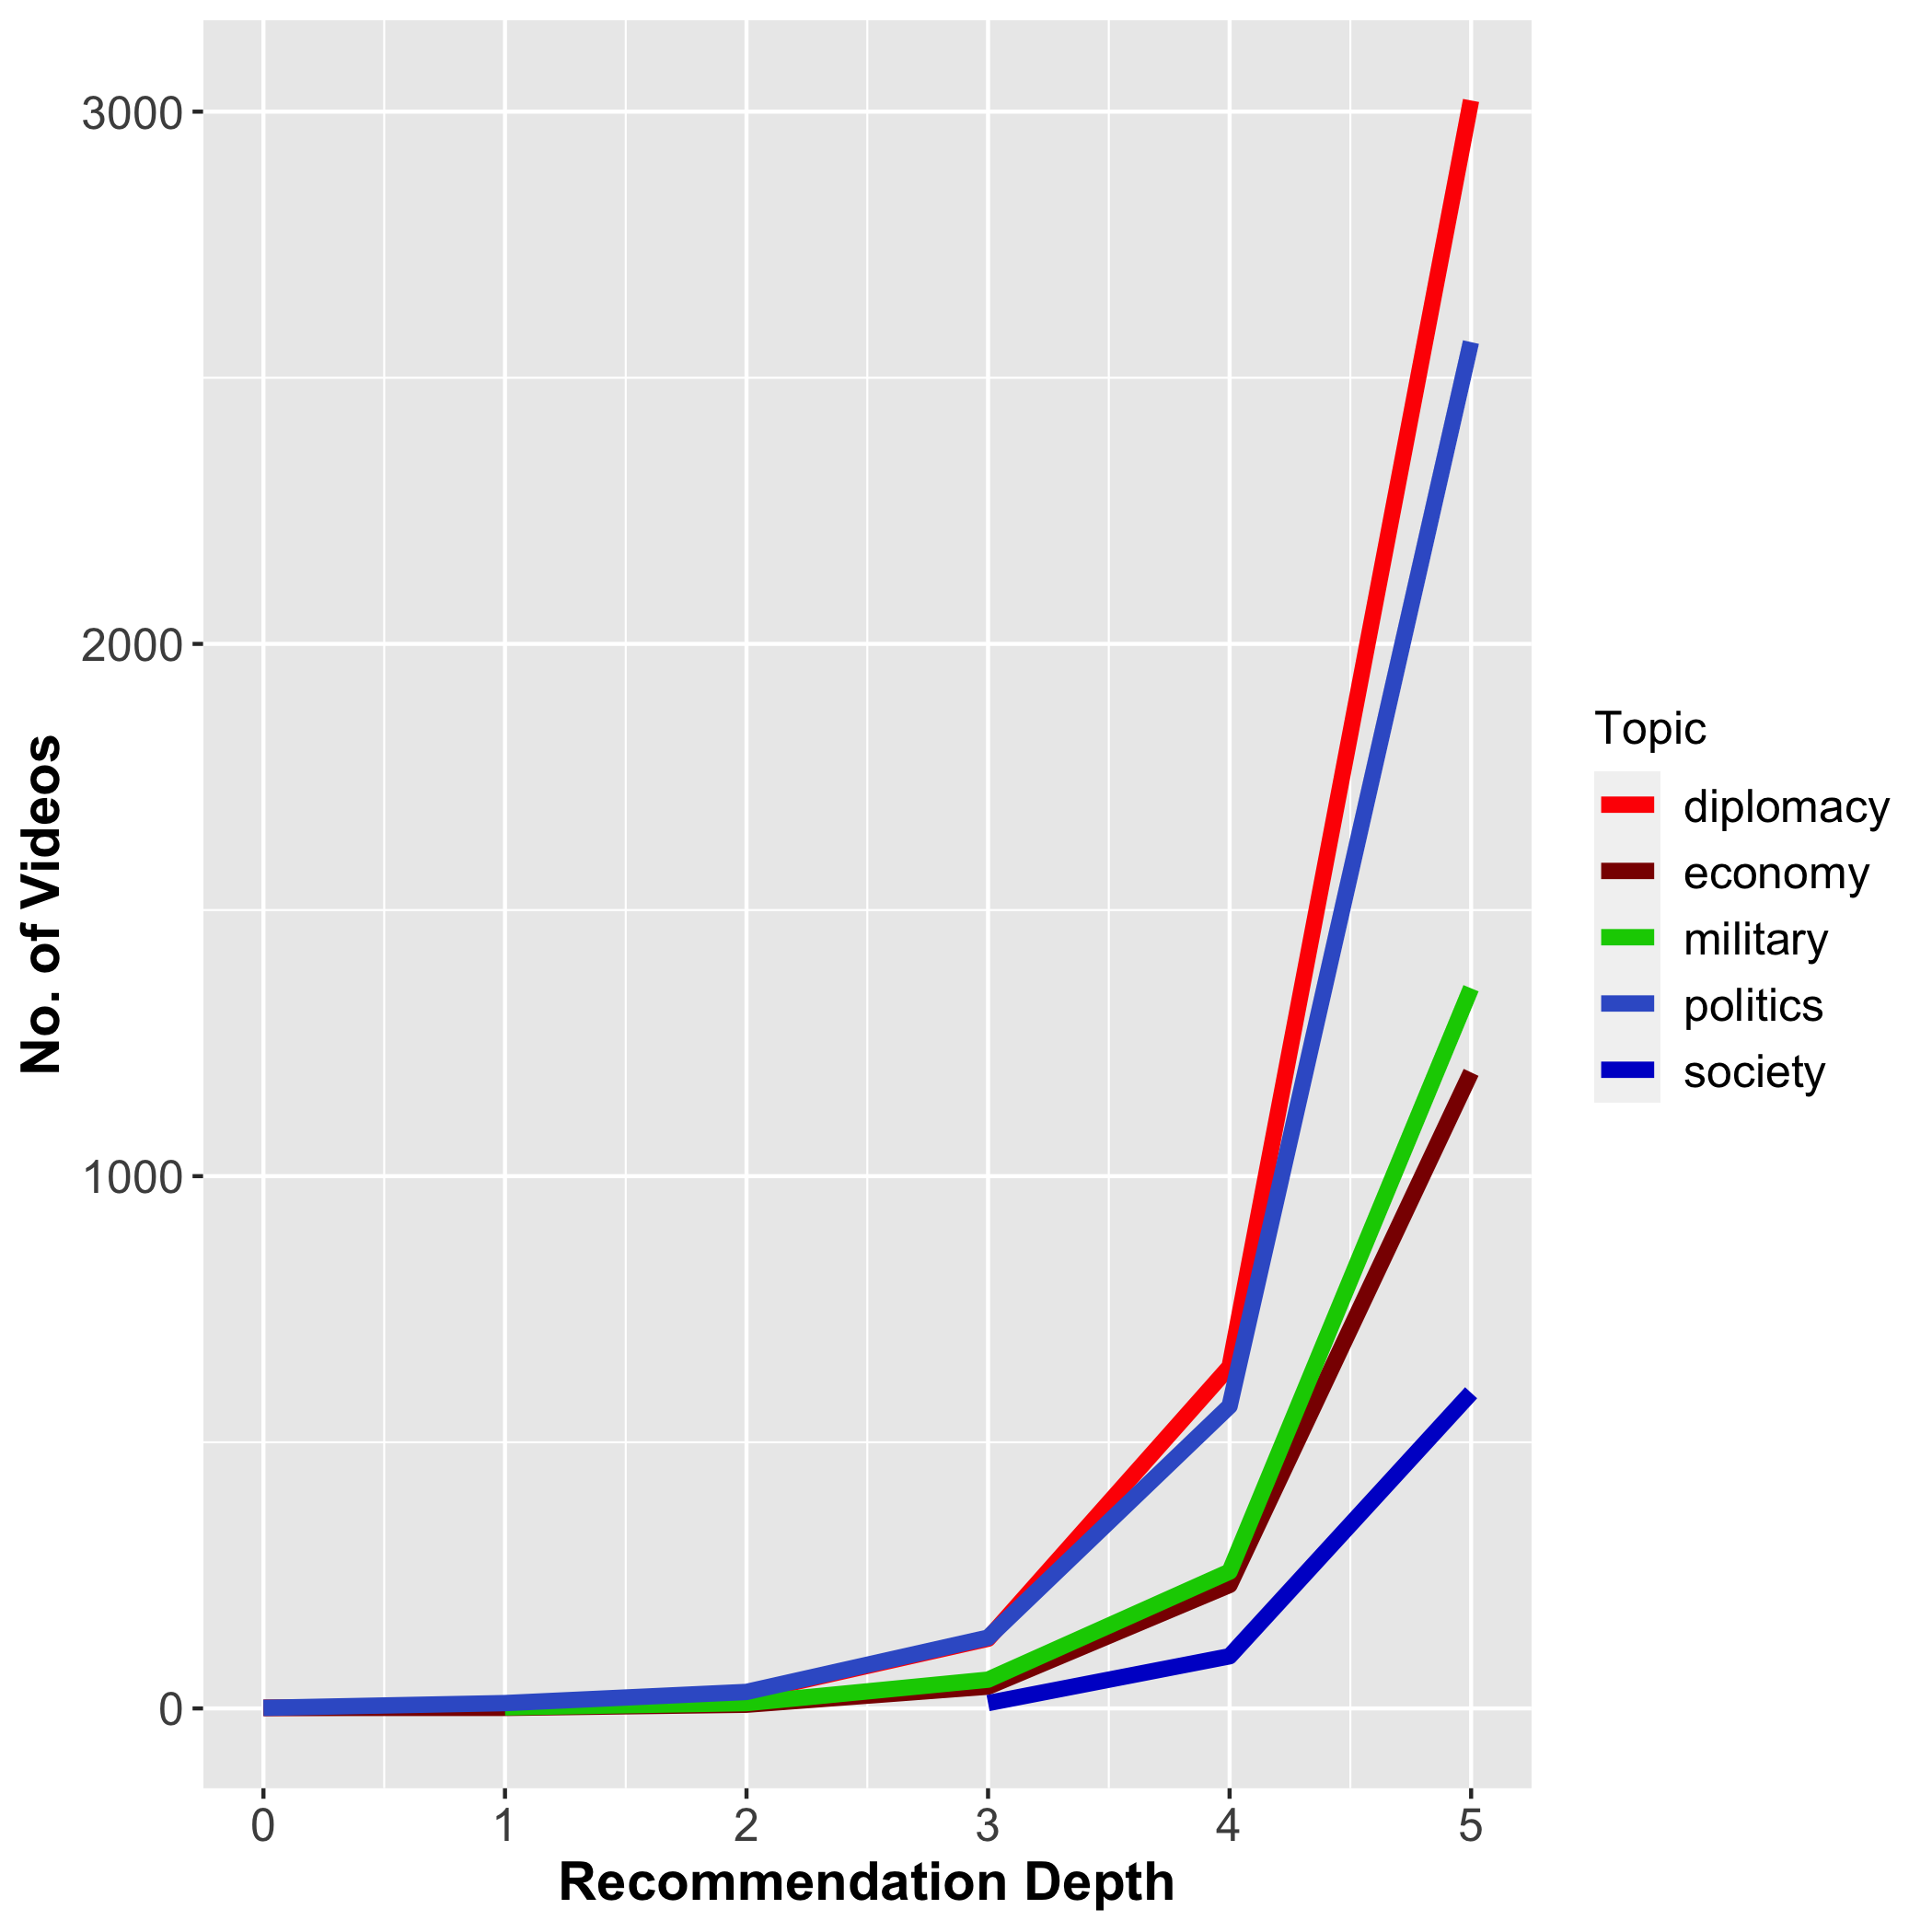 3000
2000
1000
0
No. of Videos
0 1 2 3 4 5
Recommendation Depth
Topic
diplomacy
economy
military
politics
society